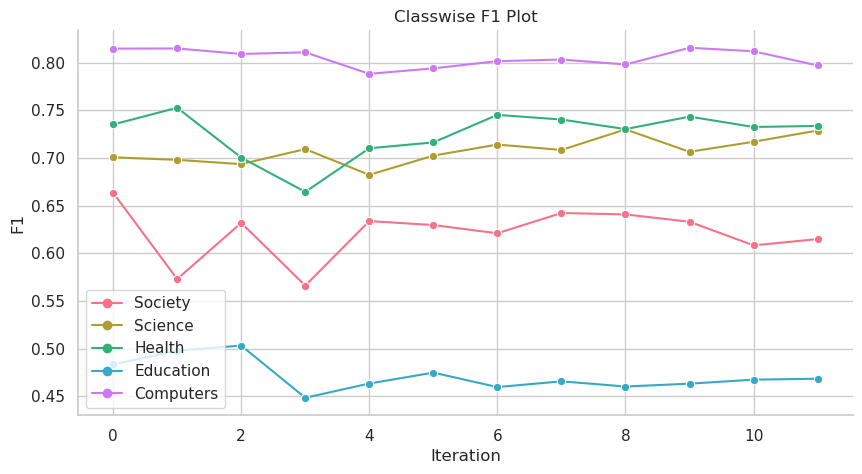 Classwise F1 Plot
F1
0.80
0.75
0.70
0.65
0.60
0.55
0.50
0.45
Society
Science
Health
Education
Computers
0 2 4 6 8 10
Iteration